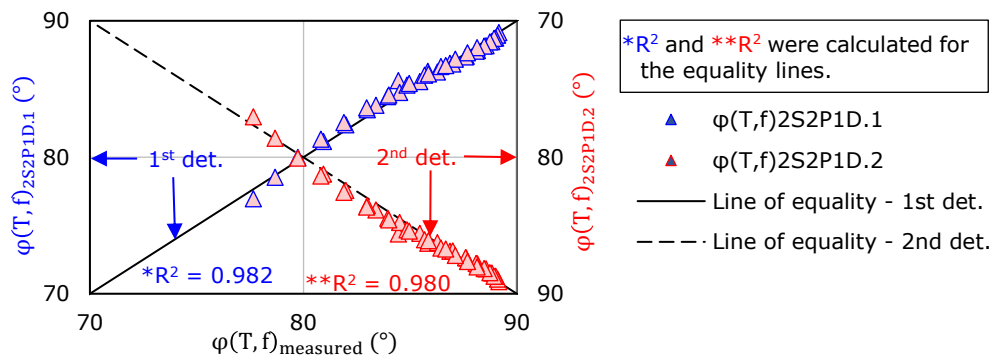 90
80
70
φ(T, f)2S2P1D.1 (°)
1st det.
2nd det.
*R² = 0.982
**R² = 0.980
70
80
90
φ(T, f)measured (°)
70
80
90
φ(T, f)2S2P1D.2 (°)
*R² and **R² were calculated for
the equality lines.
φ(T,f)2S2P1D.1
φ(T,f)2S2P1D.2
Line of equality - 1st det.
Line of equality - 2nd det.